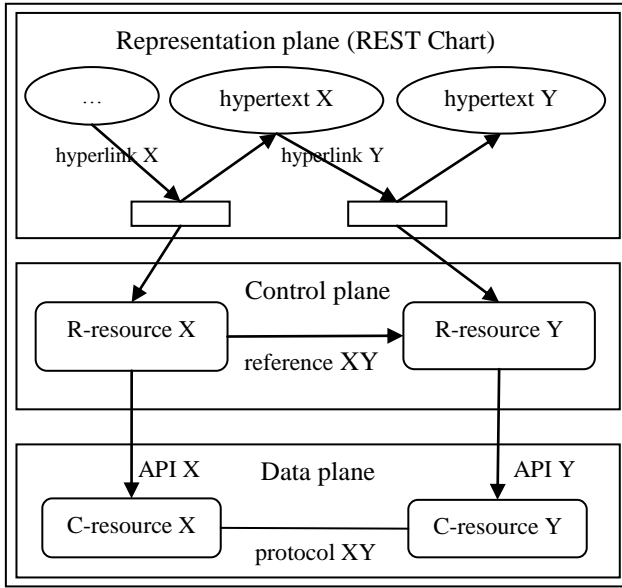 Representation plane (REST Chart)
…
hypertext X
hypertext Y
hyperlink X
hyperlink Y
Control plane
R-resource X
R-resource Y
reference XY
API X
Data plane
API Y
C-resource X
C-resource Y
protocol XY